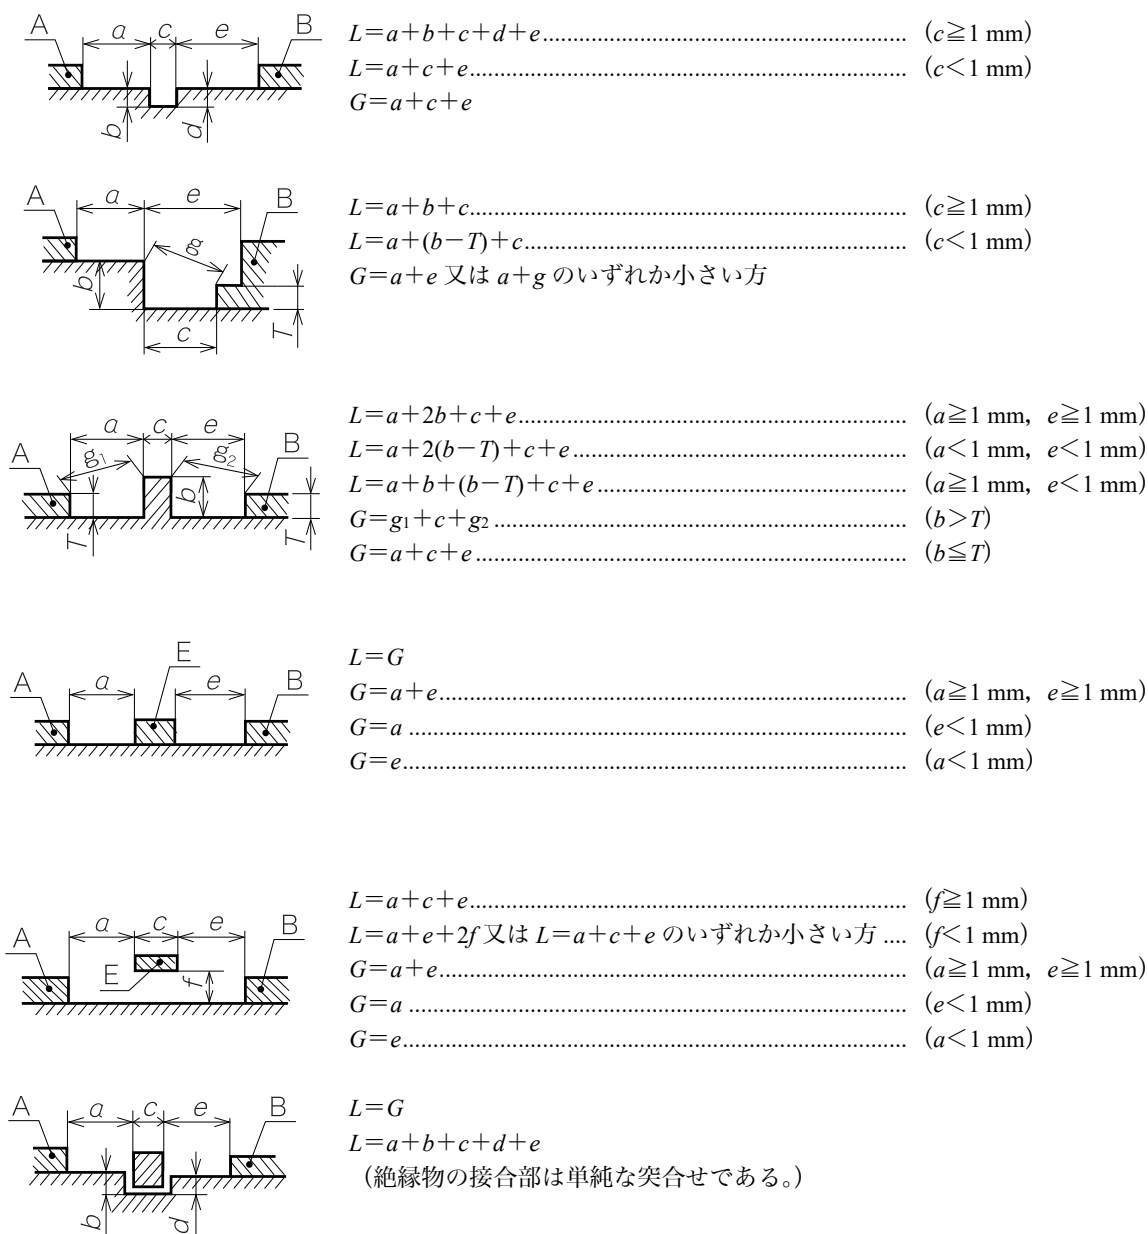 A a c e B
b d
L=a+b+c+d+e (c≧1 mm)
L=a+c+e (c<1 mm)
G=a+c+e
A a e B
g
b
c T
L=a+b+c (c≧1 mm)
L=a+(b-T)+c (c<1 mm)
G=a+e 又は a+g のいずれか小さい方
a c e
A g1 g2 B
b
T T
L=a+2b+c+e (a≧1 mm, e≧1 mm)
L=a+2(b-T)+c+e (a<1 mm, e<1 mm)
L=a+b+(b-T)+c+e (a≧1 mm, e<1 mm)
G=g1+c+g2 (b>T)
G=a+c+e (b≦T)
E
A a e B
L=G
G=a+e (a≧1 mm, e≧1 mm)
G=a (e<1 mm)
G=e (a<1 mm)
a c e
A B
E f
L=a+c+e (f≧1 mm)
L=a+e+2f 又は L=a+c+e のいずれか小さい方 (f<1 mm)
G=a+e (a≧1 mm, e≧1 mm)
G=a (e<1 mm)
G=e (a<1 mm)
A a c e B
b d
L=G
L=a+b+c+d+e
(絶縁物の接合部は単純な突合せである。)